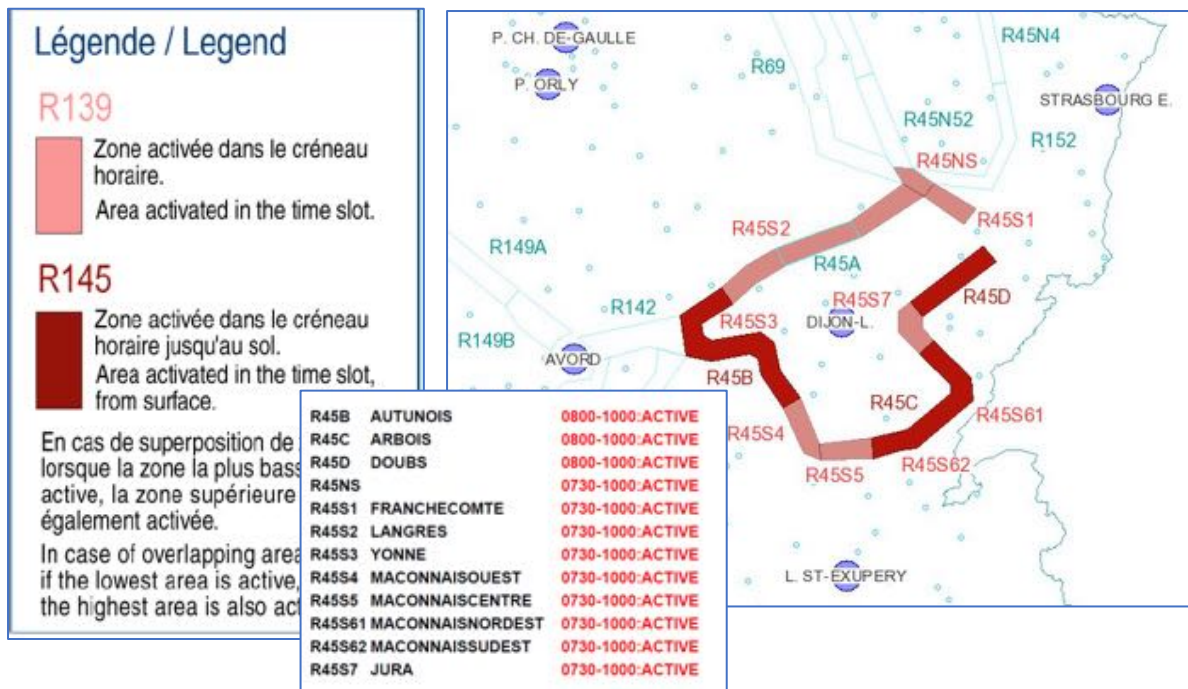 Légende / Legend
R139
Zone activée dans le créneau
horaire.
Area activated in the time slot.
R145
Zone activée dans le créneau
horaire jusqu'au sol.
Area activated in the time slot,
from surface.
En cas de superposition de
lorsque la zone la plus bass
active, la zone supérieure
également activée.
In case of overlapping area
if the lowest area is active,
the highest area is also act
P. CH. DE-GAULLE
P. ORLY
R69
R45N4
STRASBOURG E.
R45N52
R152
R45NS
R45S1
R45S2
R149A
R45A
R142
R45S7
R45D
R45S3
DIJON-L.
R149B
AVORD
R45B
R45C
R45S61
R45S4
R45S62
R45S5
L. ST-EXUPERY
R45B AUTUNOIS 0800-1000:ACTIVE
R45C ARBOIS 0800-1000:ACTIVE
R45D DOUBS 0800-1000:ACTIVE
R45NS 0730-1000:ACTIVE
R45S1 FRANCHECOMTE 0730-1000:ACTIVE
R45S2 LANGRES 0730-1000:ACTIVE
R45S3 YONNE 0730-1000:ACTIVE
R45S4 MACONNAISOUEST 0730-1000:ACTIVE
R45S5 MACONNAISCENTRE 0730-1000:ACTIVE
R45S61 MACONNAISNORDEST 0730-1000:ACTIVE
R45S62 MACONNAISSUDEST 0730-1000:ACTIVE
R45S7 JURA 0730-1000:ACTIVE